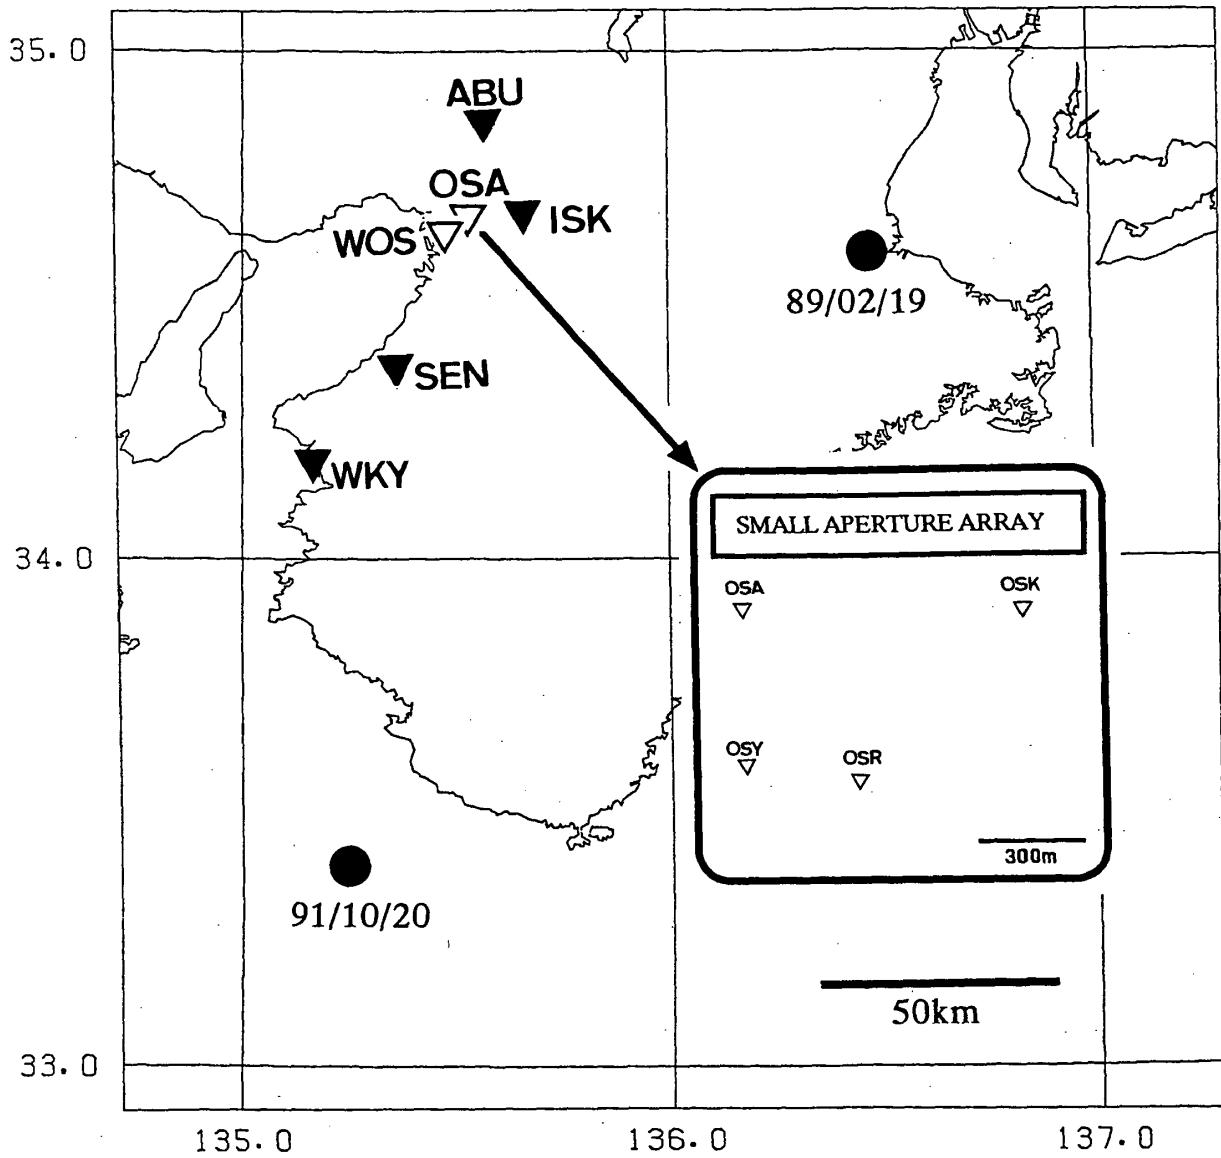 35.0
ABU
OSA
WOS
ISK
89/02/19
SEN
WKY
34.0
SMALL APERTURE ARRAY
OSA
OSK
OSY
OSR
300m
91/10/20
50km
33.0
135.0
136.0
137.0